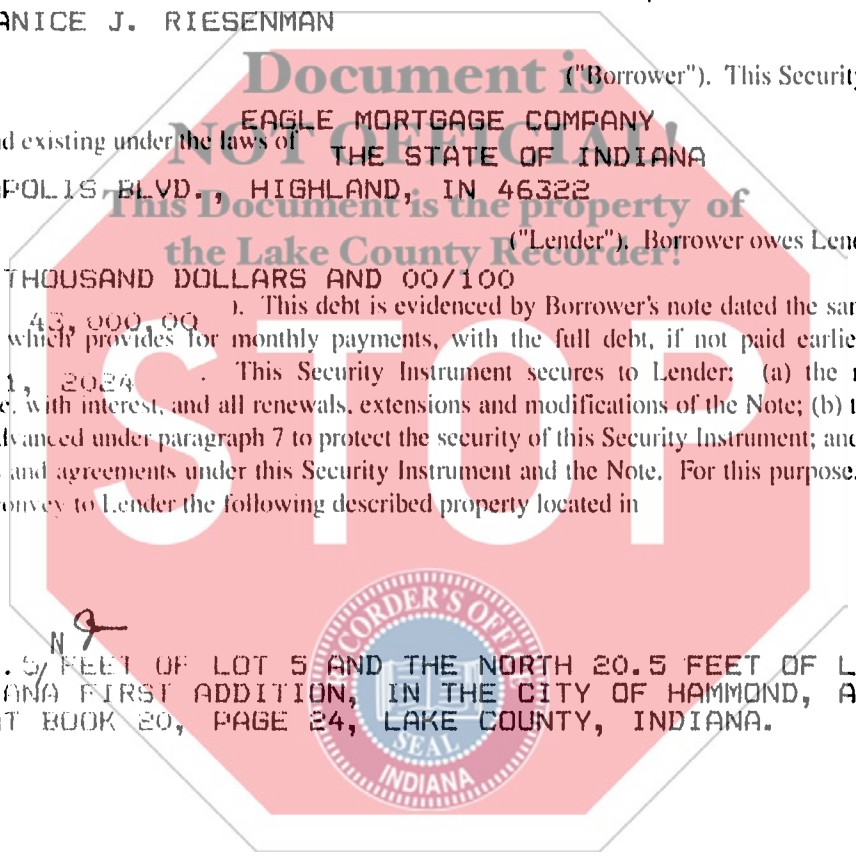 ANICE J. RIESENMAN
Document is
("Borrower"). This Security
EAGLE MORTGAGE COMPANY
NOT OFFICIAL!
d existing under the laws of THE STATE OF INDIANA
POLIS BLVD., HIGHLAND, IN 46322
This Document is the property of
the Lake County Recorder!
("Lender"). Borrower owes Lende
THOUSAND DOLLARS AND 00/100
43,000.00 ). This debt is evidenced by Borrower's note dated the sam
which provides for monthly payments, with the full debt, if not paid earlie
1, 2024 . This Security Instrument secures to Lender: (a) the r
e, with interest, and all renewals, extensions and modifications of the Note; (b) t
dvanced under paragraph 7 to protect the security of this Security Instrument; and
s and agreements under this Security Instrument and the Note. For this purpose,
onvey to Lender the following described property located in
STOP
RECORDER'S OFFICE
N
.5 FEET OF LOT 5 AND THE NORTH 20.5 FEET OF L
ANA FIRST ADDITION, IN THE CITY OF HAMMOND, A
AT BOOK 20, PAGE 24, LAKE COUNTY, INDIANA.
SEAL
INDIANA